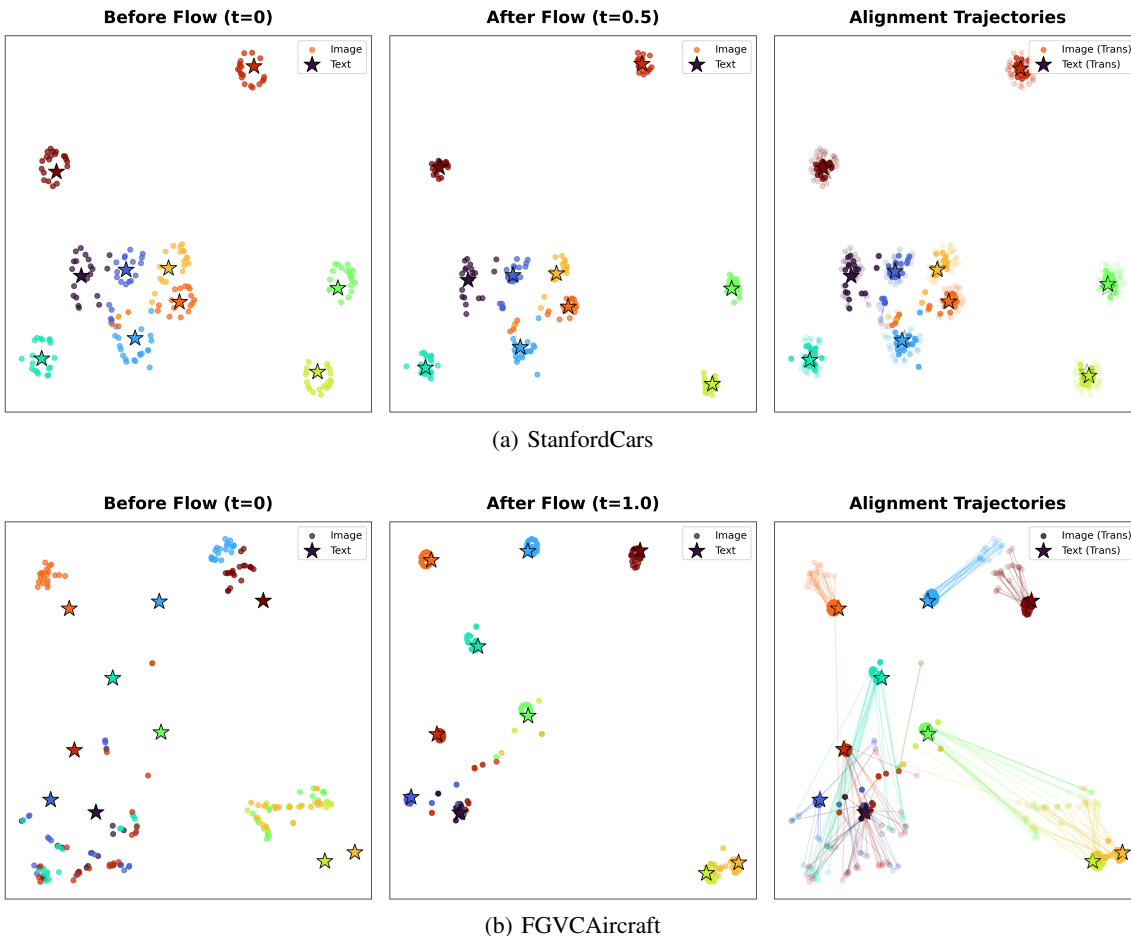 Before Flow (t=0)
After Flow (t=0.5)
Alignment Trajectories
Image
Text
Image
Text
Image (Trans)
Text (Trans)
(a) StanfordCars
Before Flow (t=0)
After Flow (t=1.0)
Alignment Trajectories
Image
Text
Image
Text
Image (Trans)
Text (Trans)
(b) FGVCAircraft